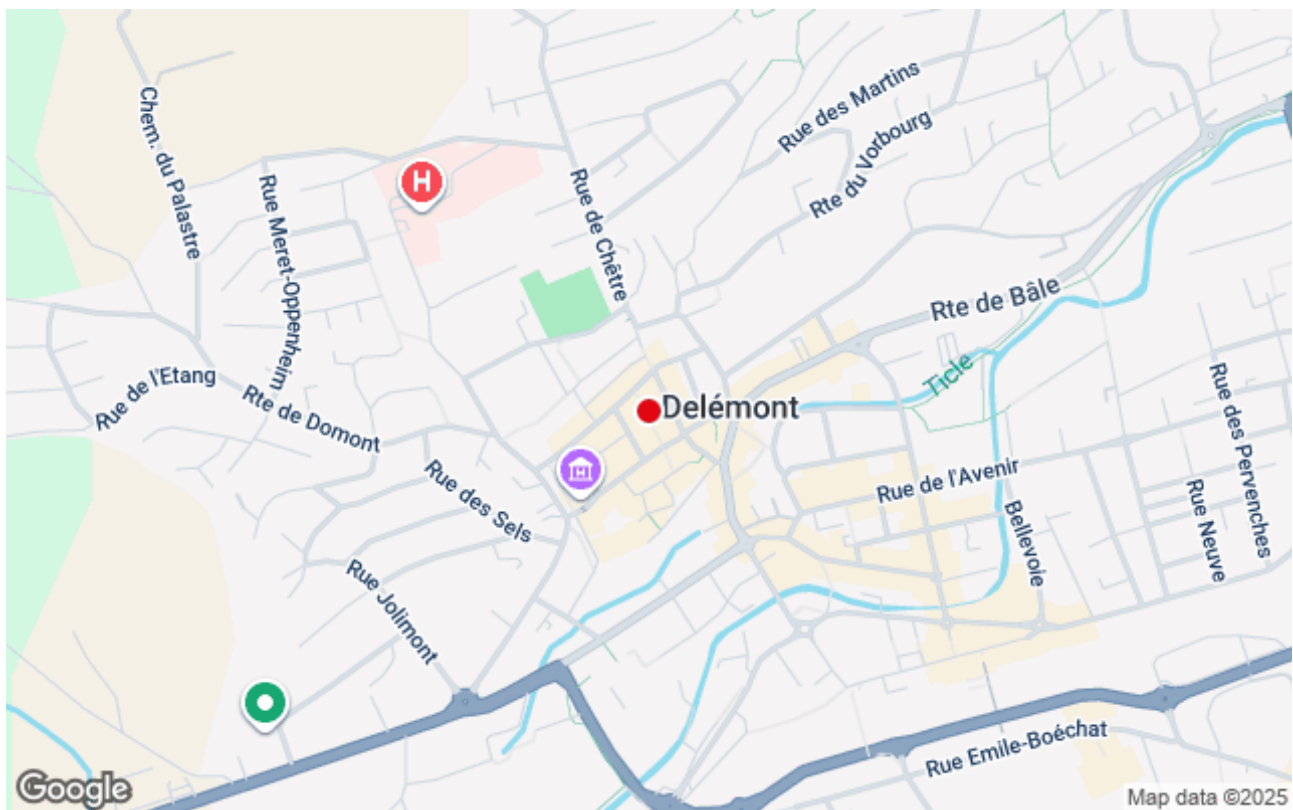 Chem. du Palastre
Rue Meret-Oppenheim
H
Rue de Chêtre
Rue des Martins
Rte du Vorbourg
Rte de Bâle
Ticle
Rue de l'Etang
Rte de Domont
Delémont
Rue des Sels
Rue de l'Avenir
Bellevoie
Rue Neuve
Rue des Pervenches
Rue Jolimont
Rue Emile-Boéchat
Google
Map data ©2025